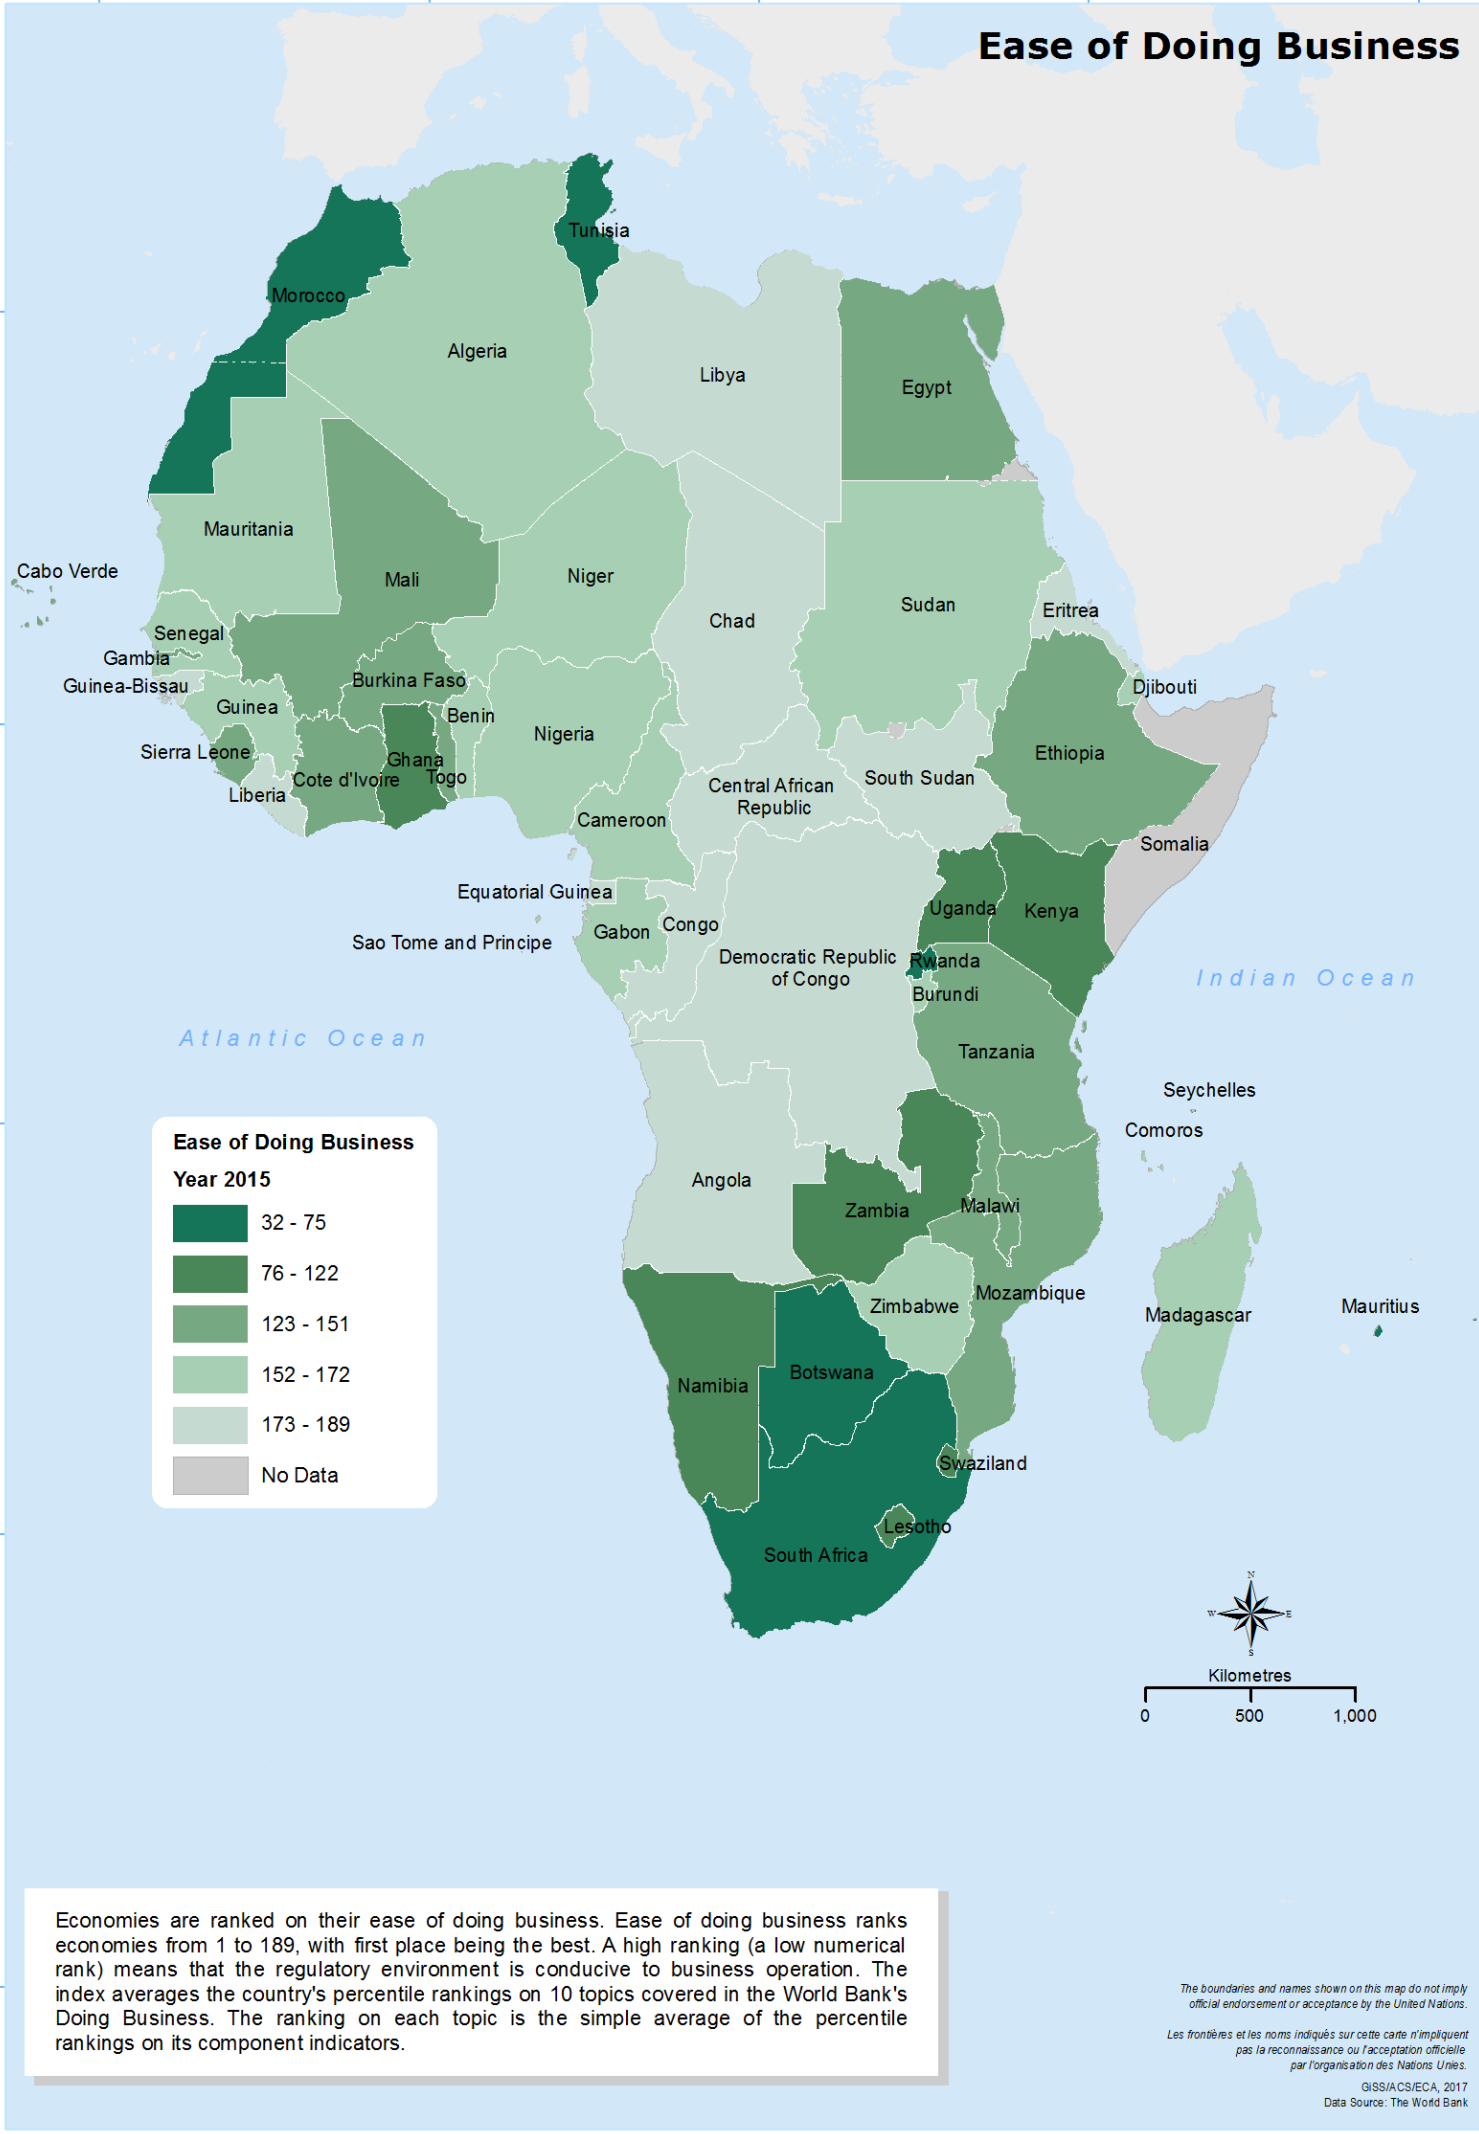 Ease of Doing Business
Tunisia
Morocco
Algeria
Libya
Egypt
Mauritania
Cabo Verde
Mali
Niger
Sudan
Eritrea
Chad
Senegal
Gambia
Guinea-Bissau
Burkina Faso
Djibouti
Guinea
Benin
Nigeria
Sierra Leone
Ghana
Ethiopia
Cote d'Ivoire
Togo
South Sudan
Liberia
Central African
Republic
Cameroon
Somalia
Equatorial Guinea
Uganda
Kenya
Congo
Gabon
Sao Tome and Principe
Democratic Republic
of Congo
Rwanda
Burundi
Indian Ocean
Atlantic Ocean
Tanzania
Seychelles
Comoros
Ease of Doing Business
Year 2015
32 - 75
76 - 122
123 - 151
152 - 172
173 - 189
No Data
Angola
Zambia
Malawi
Mozambique
Zimbabwe
Madagascar
Mauritius
Namibia
Botswana
Swaziland
Lesotho
South Africa
N
W
E
S
Kilometres
0 500 1,000
Economies are ranked on their ease of doing business. Ease of doing business ranks
economies from 1 to 189, with first place being the best. A high ranking (a low numerical
rank) means that the regulatory environment is conducive to business operation. The
index averages the country's percentile rankings on 10 topics covered in the World Bank's
Doing Business. The ranking on each topic is the simple average of the percentile
rankings on its component indicators.
The boundaries and names shown on this map do not imply
official endorsement or acceptance by the United Nations.
Les frontières et les noms indiqués sur cette carte n'impliquent
pas la reconnaissance ou l'acceptation officielle
par l'organisation des Nations Unies.
GiSS/ACS/ECA, 2017
Data Source: The World Bank